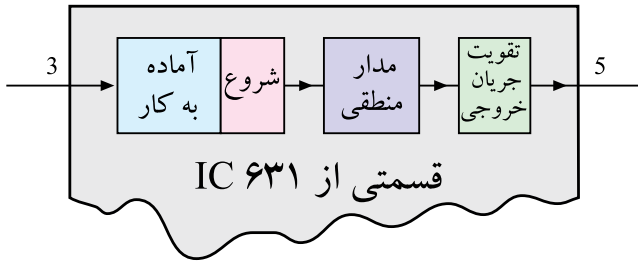 3
آماده
به کار
شروع
مدار
منطقی
تقویت
جریان
خروجی
5
قسمتی از IC ۶۳۱